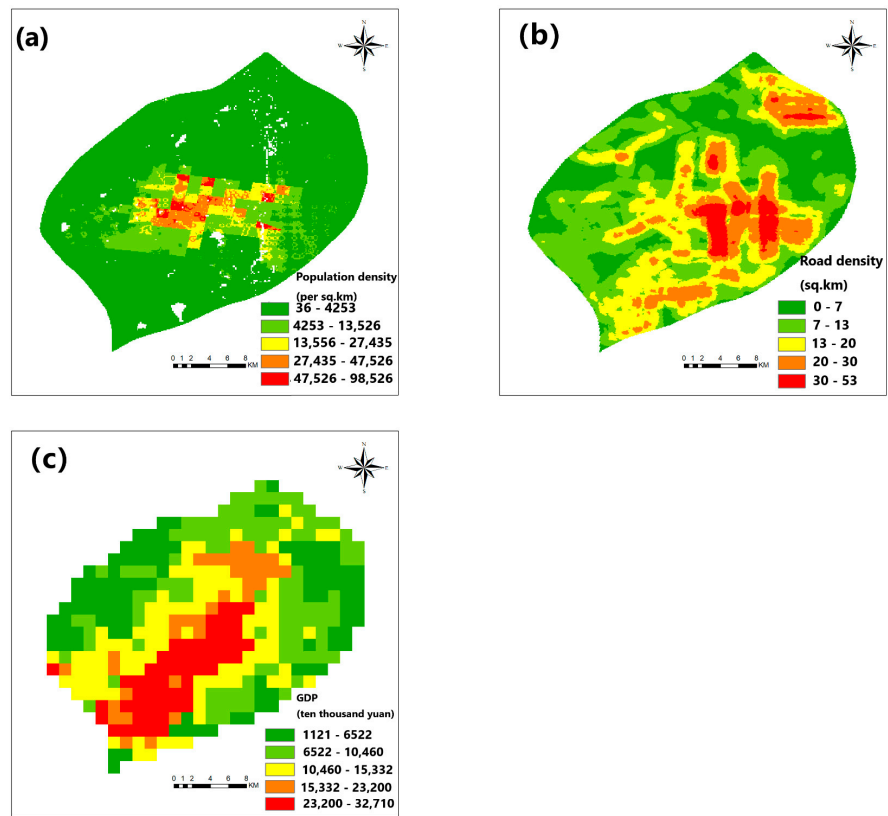 (a)
N
W E
S
Population density
(per sq.km)
36 - 4253
4253 - 13,526
13,556 - 27,435
27,435 - 47,526
47,526 - 98,526
0 1 2 4 6 8
KM
(b)
N
W E
S
Road density
(sq.km)
0 - 7
7 - 13
13 - 20
20 - 30
30 - 53
0 1 2 4 6 8
KM
(c)
N
W E
S
GDP
(ten thousand yuan)
1121 - 6522
6522 - 10,460
10,460 - 15,332
15,332 - 23,200
23,200 - 32,710
0 1 2 4 6 8
KM